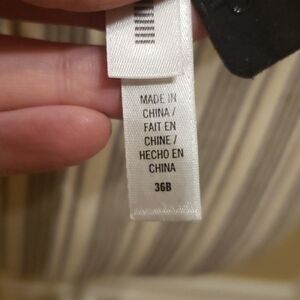 MADE IN
CHINA /
FAIT EN
CHINE /
HECHO EN
CHINA
36B